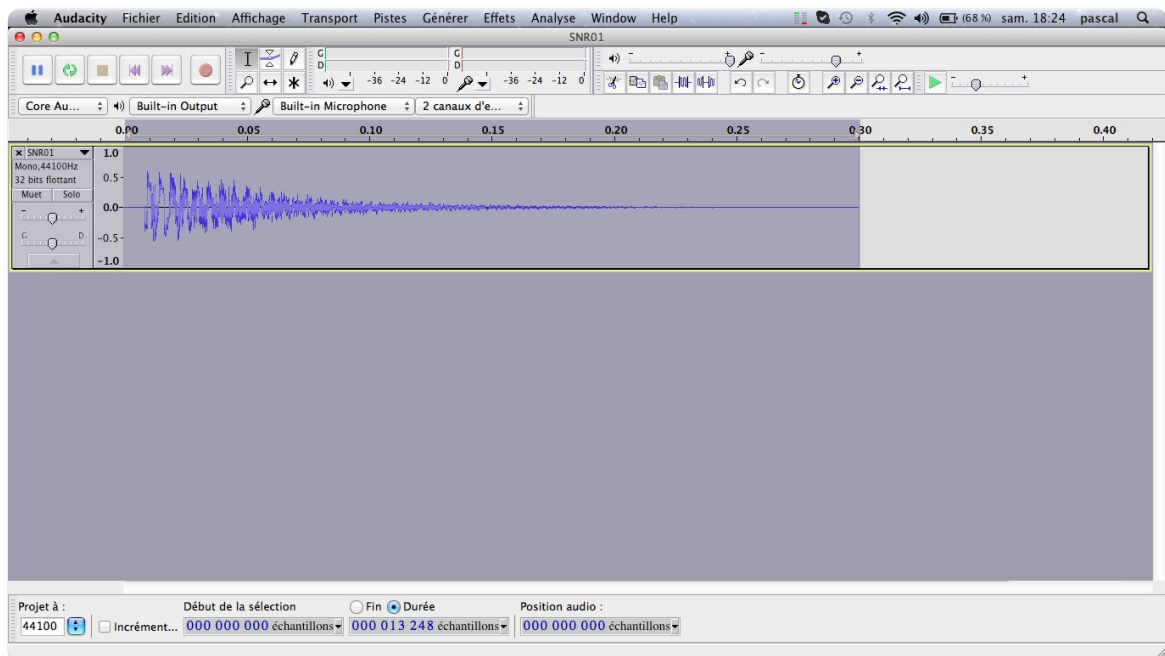 Audacity Fichier Edition Affichage Transport Pistes Générer Effets Analyse Window Help (68 %) sam. 18:24 pascal
SNR01
G G
D D
-36 -24 -12 0 -36 -24 -12 0
Core Au... Built-in Output Built-in Microphone 2 canaux d'e...
0.00 0.05 0.10 0.15 0.20 0.25 0.30 0.35 0.40
SNR01 1.0
Mono,44100Hz
32 bits flottant 0.5
Muet Solo
- + 0.0
G D -0.5
-1.0
Projet à : Début de la sélection Fin Durée Position audio :
44100 Incrément... 000 000 000 échantillons 000 013 248 échantillons 000 000 000 échantillons